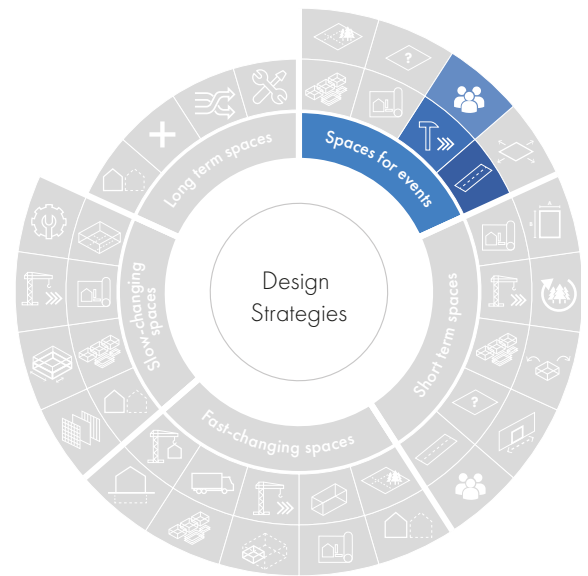 Design
Strategies
Spaces for events
Short term spaces
Fast-changing spaces
Slow-changing
spaces
Long term spaces
?
?